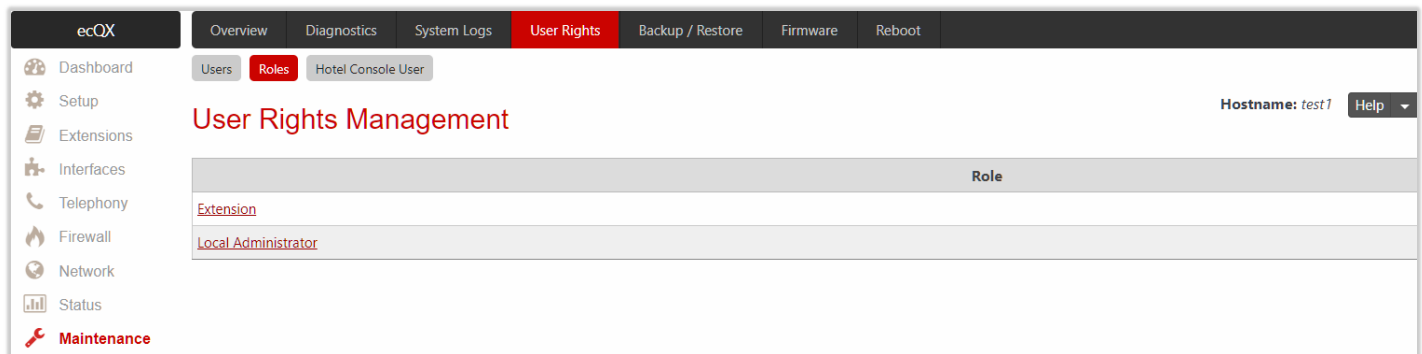 ecQX
Overview Diagnostics System Logs User Rights Backup / Restore Firmware Reboot
Dashboard
Users Roles Hotel Console User
Setup
Hostname: test1 Help
User Rights Management
Extensions
Interfaces
Role
Telephony
Extension
Firewall
Local Administrator
Network
Status
Maintenance